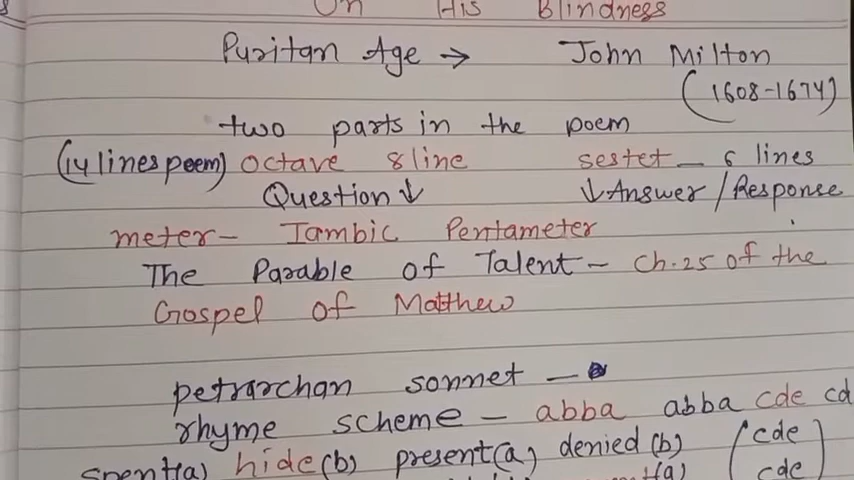 On His Blindness
Puritan Age → John Milton
(1608-1674)
two parts in the poem
(14 lines poem) octave 8 line sestet - 6 lines
Question ↓ ↓ Answer / Response
meter - Iambic Pentameter
The Parable of Talent - Ch.25 of the
Gospel of Matthew
petrarchan sonnet -
rhyme scheme - abba abba cde cd
spent(a) hide(b) present(a) denied(b) (cde
cde)
(a)